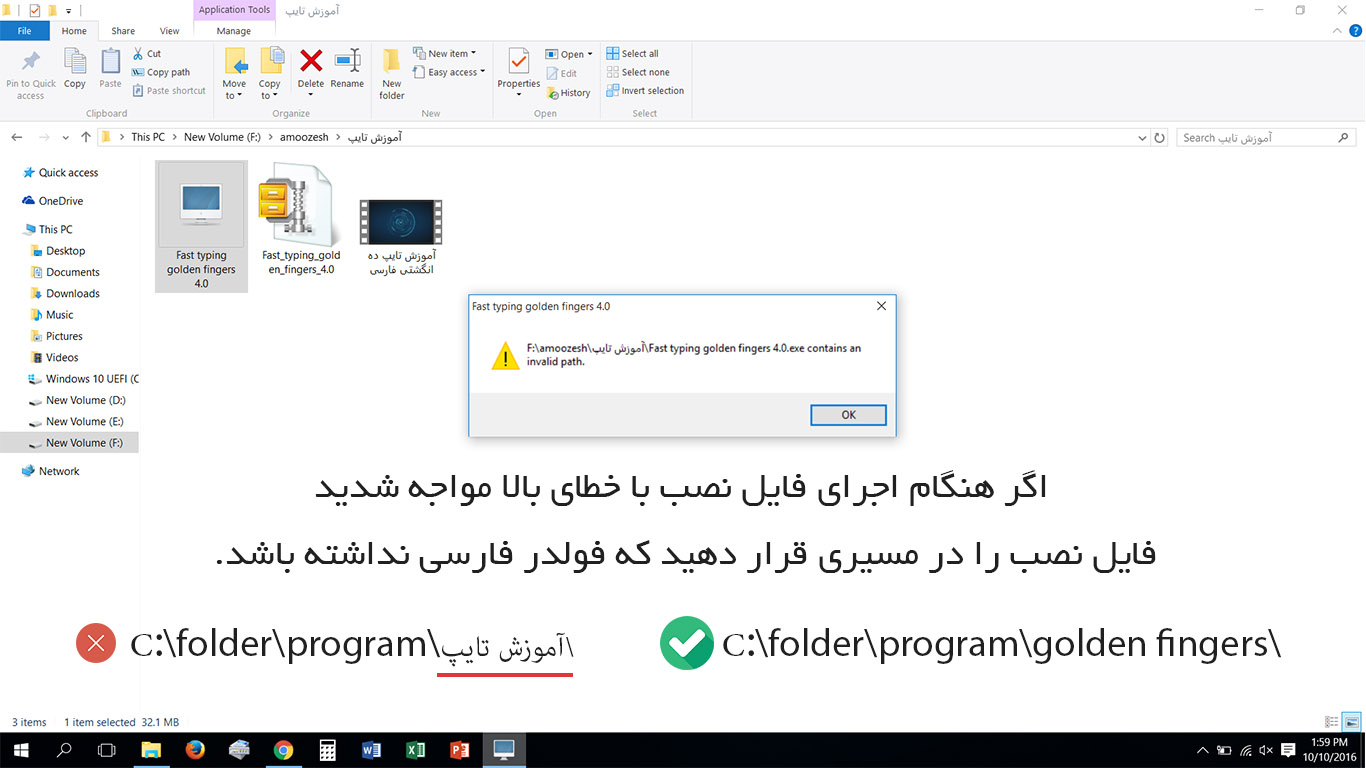 Application Tools
آموزش تایپ
File
Home
Share
View
Manage
Pin to Quick access
Copy
Paste
Cut
Copy path
Paste shortcut
Clipboard
Move to
Copy to
Delete
Rename
Organize
New folder
New item
Easy access
New
Properties
Open
Edit
History
Open
Select all
Select none
Invert selection
Select
This PC
New Volume (F:)
amoozesh
آموزش تایپ
Search آموزش تایپ
Quick access
OneDrive
This PC
Desktop
Documents
Downloads
Music
Pictures
Videos
Windows 10 UEFI (C
New Volume (D:)
New Volume (E:)
New Volume (F:)
Network
Fast typing
golden fingers
4.0
Fast_typing_gold
en_fingers_4.0
آموزش تایپ ده
انگشتی فارسی
Fast typing golden fingers 4.0
F:\amoozesh\آموزش تایپ\Fast typing golden fingers 4.0.exe contains an
invalid path.
OK
اگر هنگام اجرای فایل نصب با خطای بالا مواجه شدید
فایل نصب را در مسیری قرار دهید که فولدر فارسی نداشته باشد.
C:\folder\program\آموزش تایپ\
C:\folder\program\golden fingers\
3 items
1 item selected
32.1 MB
1:59 PM
10/10/2016